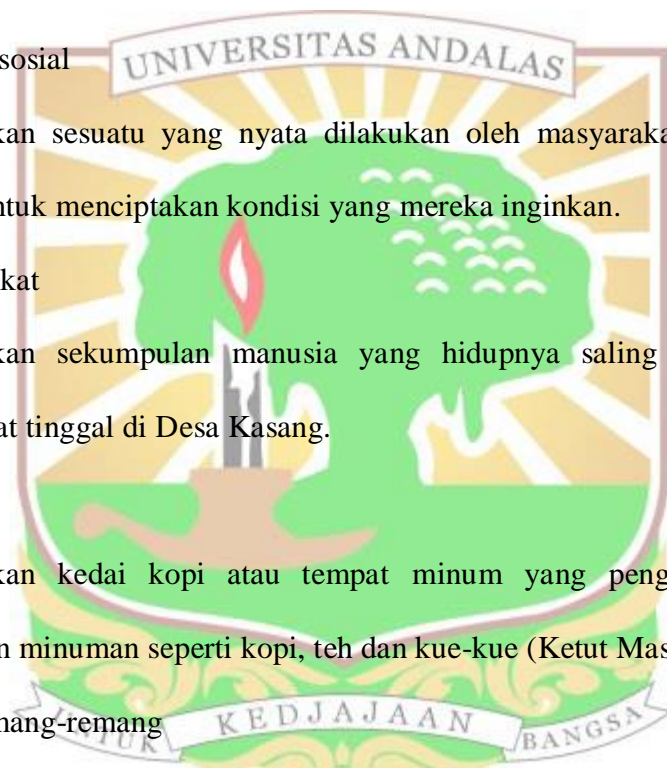 UNIVERSITAS ANDALAS
sosial
kan sesuatu yang nyata dilakukan oleh masyaraka
ntuk menciptakan kondisi yang mereka inginkan.
kat
kan sekumpulan manusia yang hidupnya saling
at tinggal di Desa Kasang.
kan kedai kopi atau tempat minum yang peng
n minuman seperti kopi, teh dan kue-kue (Ketut Mas
mang-remang
UNTUK KEDJAJAAN BANGSA